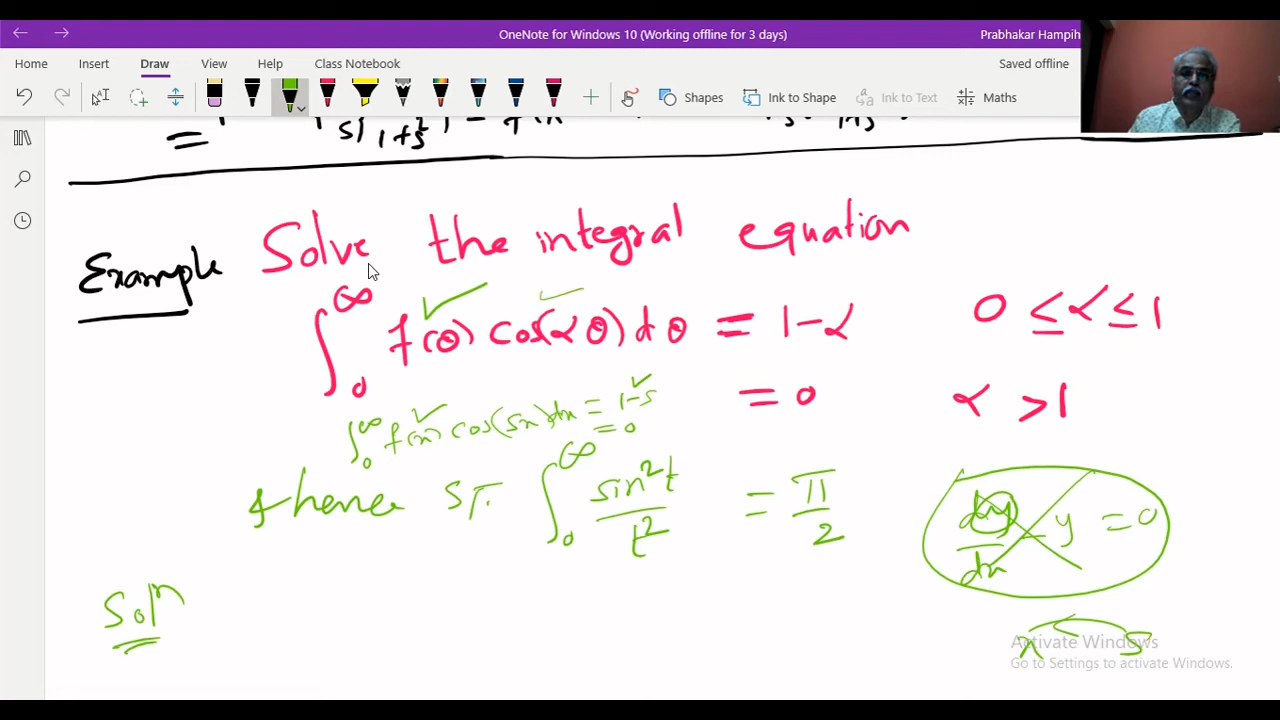 OneNote for Windows 10 (Working offline for 3 days)
Prabhakar Hampih
Home Insert Draw View Help Class Notebook Saved offline
Shapes Ink to Shape Ink to Text Maths
Example Solve the integral equation
∫₀^∞ f(θ) cos(αθ) dθ = 1-α 0 ≤ α ≤ 1
= 0 α > 1
∫₀^∞ f(x) cos(sx) dx = 1-s
= 0
& hence ST. ∫₀^∞ sin²t/t² = π/2
dy/dx - y = 0
Solⁿ
x s
Activate Windows
Go to Settings to activate Windows.